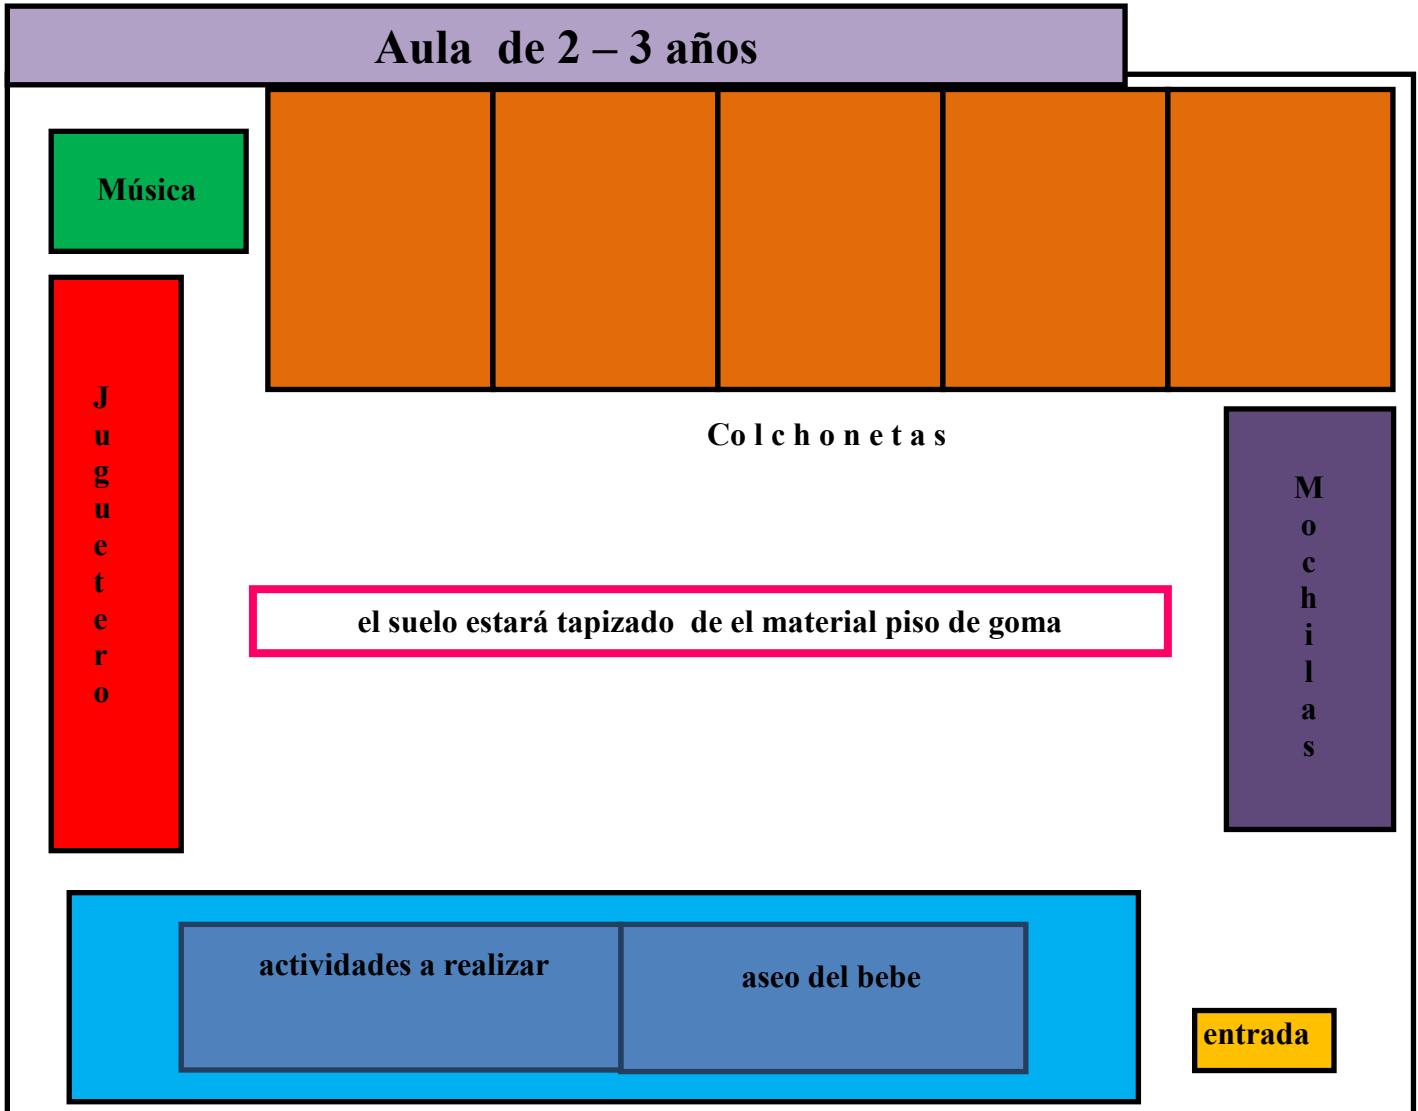 Aula de 2 – 3 años
Música
Juguetero
Co l c h o n e t a s
Mochilas
el suelo estará tapizado de el material piso de goma
actividades a realizar
aseo del bebe
entrada